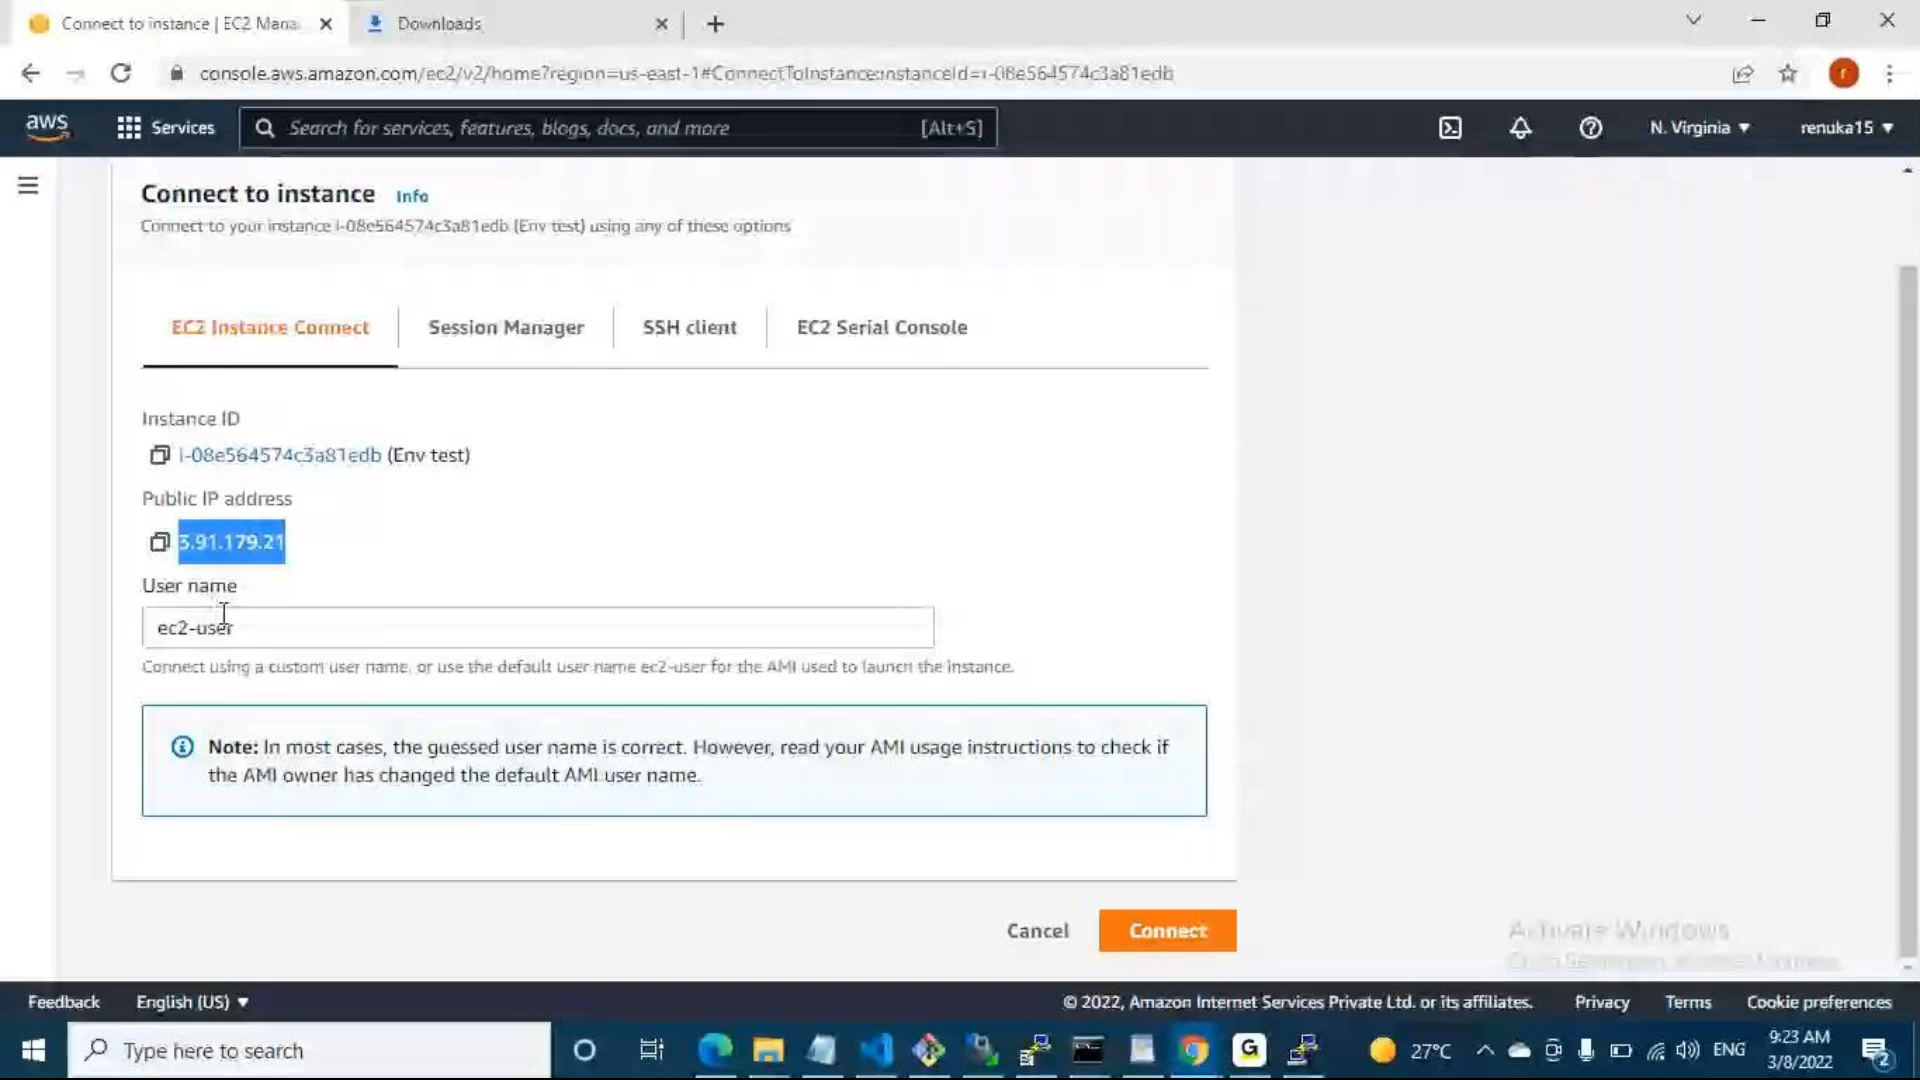 Connect to instance | EC2 Mana
Downloads
console.aws.amazon.com/ec2/v2/home?region=us-east-1#ConnectToInstance:instanceId=i-08e564574c3a81edb
r
aws
Services
Search for services, features, blogs, docs, and more
[Alt+S]
N. Virginia
renuka15
Connect to instance Info
Connect to your instance i-08e564574c3a81edb (Env test) using any of these options
EC2 Instance Connect
Session Manager
SSH client
EC2 Serial Console
Instance ID
i-08e564574c3a81edb (Env test)
Public IP address
3.91.179.21
User name
ec2-user
Connect using a custom user name, or use the default user name ec2-user for the AMI used to launch the instance.
Note: In most cases, the guessed user name is correct. However, read your AMI usage instructions to check if
the AMI owner has changed the default AMI user name.
Cancel
Connect
Activate Windows
Feedback
English (US)
© 2022, Amazon Internet Services Private Ltd. or its affiliates.
Privacy
Terms
Cookie preferences
Type here to search
G
27°C
ENG
9:23 AM
3/8/2022
2